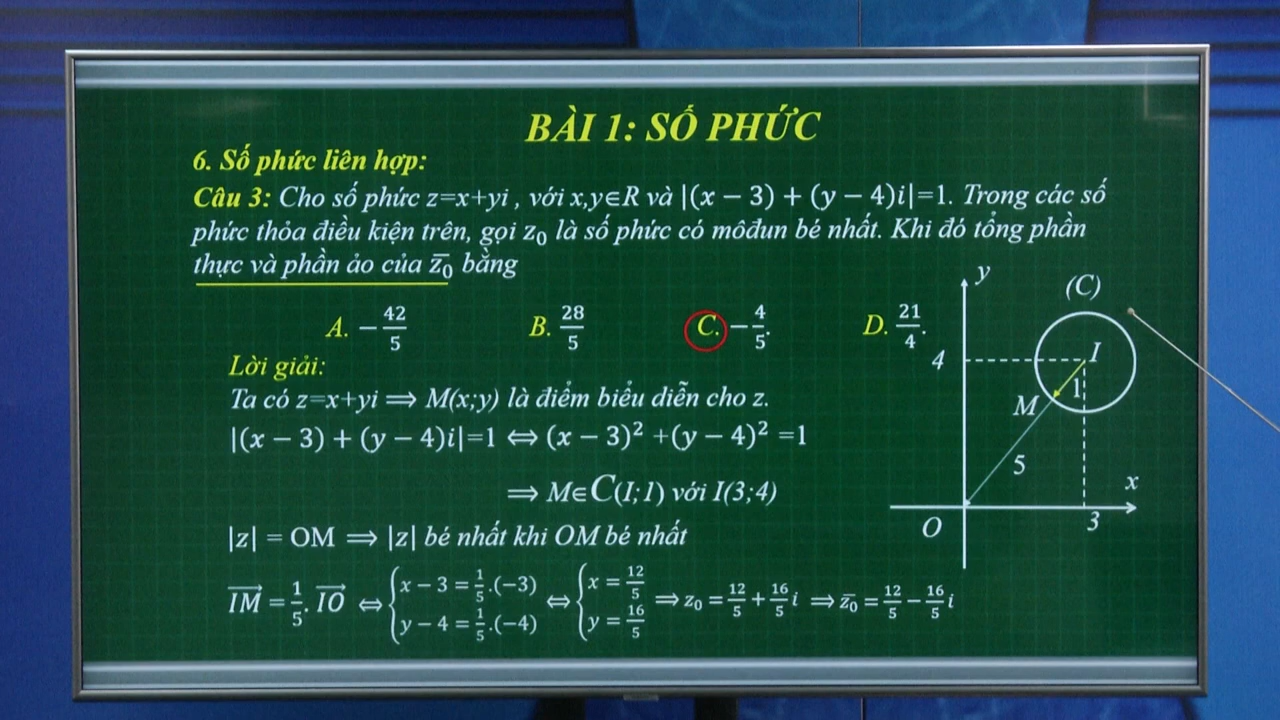 BÀI 1: SỐ PHỨC
6. Số phức liên hợp:
Câu 3: Cho số phức z=x+yi , với x,y∈R và |(x − 3) + (y − 4)i|=1. Trong các số
phức thỏa điều kiện trên, gọi z₀ là số phức có môđun bé nhất. Khi đó tổng phần
thực và phần ảo của z̅₀ bằng
A. −42/5 B. 28/5 C. −4/5. D. 21/4.
Lời giải:
Ta có z=x+yi ⟹ M(x;y) là điểm biểu diễn cho z.
|(x − 3) + (y − 4)i|=1 ⟺ (x − 3)² +(y − 4)² =1
⟹ M∈C(I;1) với I(3;4)
|z| = OM ⟹ |z| bé nhất khi OM bé nhất
IM⃗ = 1/5. IO⃗ ⟺ {x − 3 = 1/5.(−3) y − 4 = 1/5.(−4) ⟺ {x = 12/5 y = 16/5 ⟹ z₀ = 12/5 + 16/5 i ⟹ z̅₀ = 12/5 − 16/5 i
y
(C)
4
I
1
M
5
x
O
3